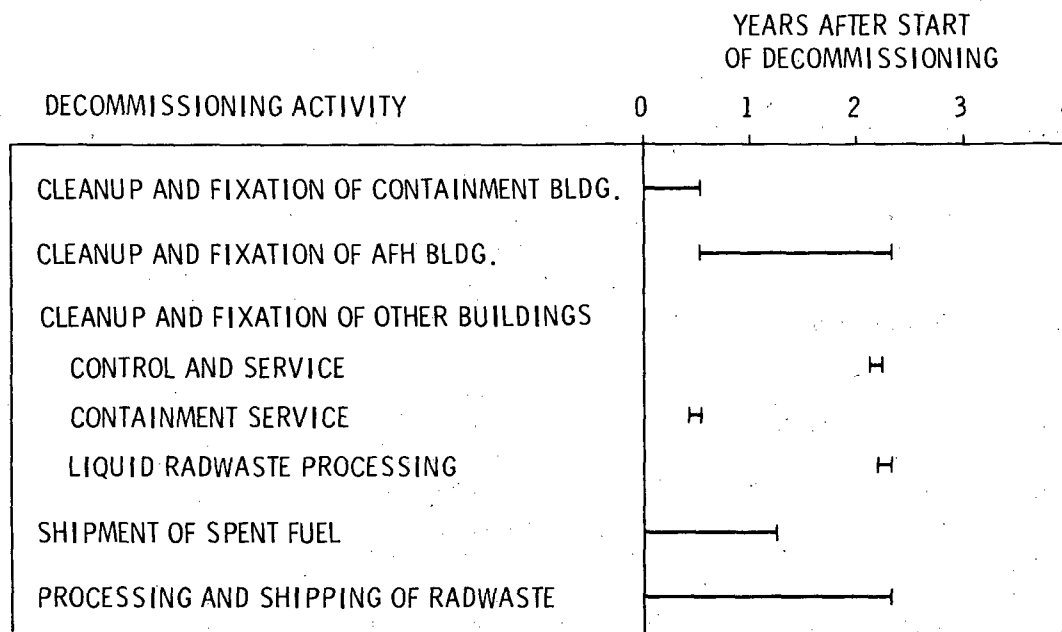 YEARS AFTER START
OF DECOMMISSIONING
DECOMMISSIONING ACTIVITY 0 1 2 3
CLEANUP AND FIXATION OF CONTAINMENT BLDG.
CLEANUP AND FIXATION OF AFH BLDG.
CLEANUP AND FIXATION OF OTHER BUILDINGS
CONTROL AND SERVICE
CONTAINMENT SERVICE
LIQUID RADWASTE PROCESSING
SHIPMENT OF SPENT FUEL
PROCESSING AND SHIPPING OF RADWASTE